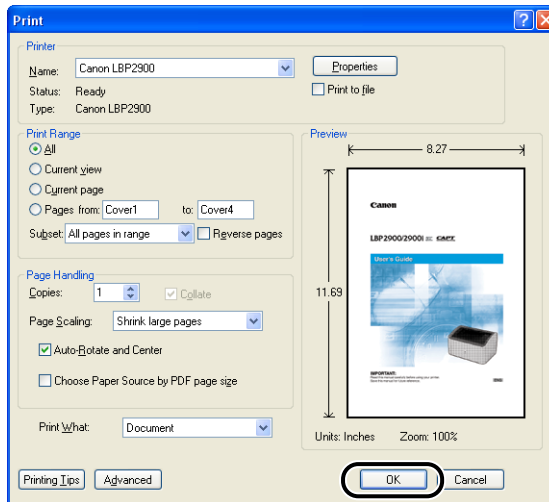 Print
Printer
Name: Canon LBP2900 Properties
Status: Ready Print to file
Type: Canon LBP2900
Print Range
All
Current view
Current page
Pages from: Cover1 to: Cover4
Subset: All pages in range Reverse pages
Page Handling
Copies: 1 Collate
Page Scaling: Shrink large pages
Auto-Rotate and Center
Choose Paper Source by PDF page size
Print What: Document
Preview
8.27
11.69
Canon
LBP2900/2900i CAPT
User's Guide
IMPORTANT:
Units: Inches Zoom: 100%
Printing Tips Advanced OK Cancel